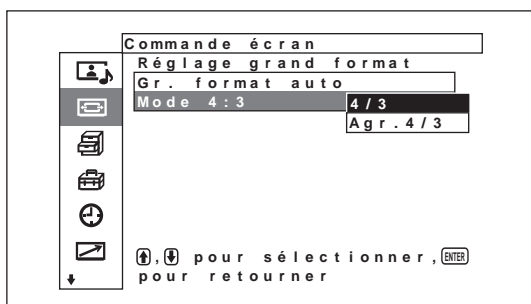 Commande écran
Réglage grand format
Gr. format auto
Mode 4:3
4/3
Agr.4/3
, pour sélectionner, ENTER
pour retourner